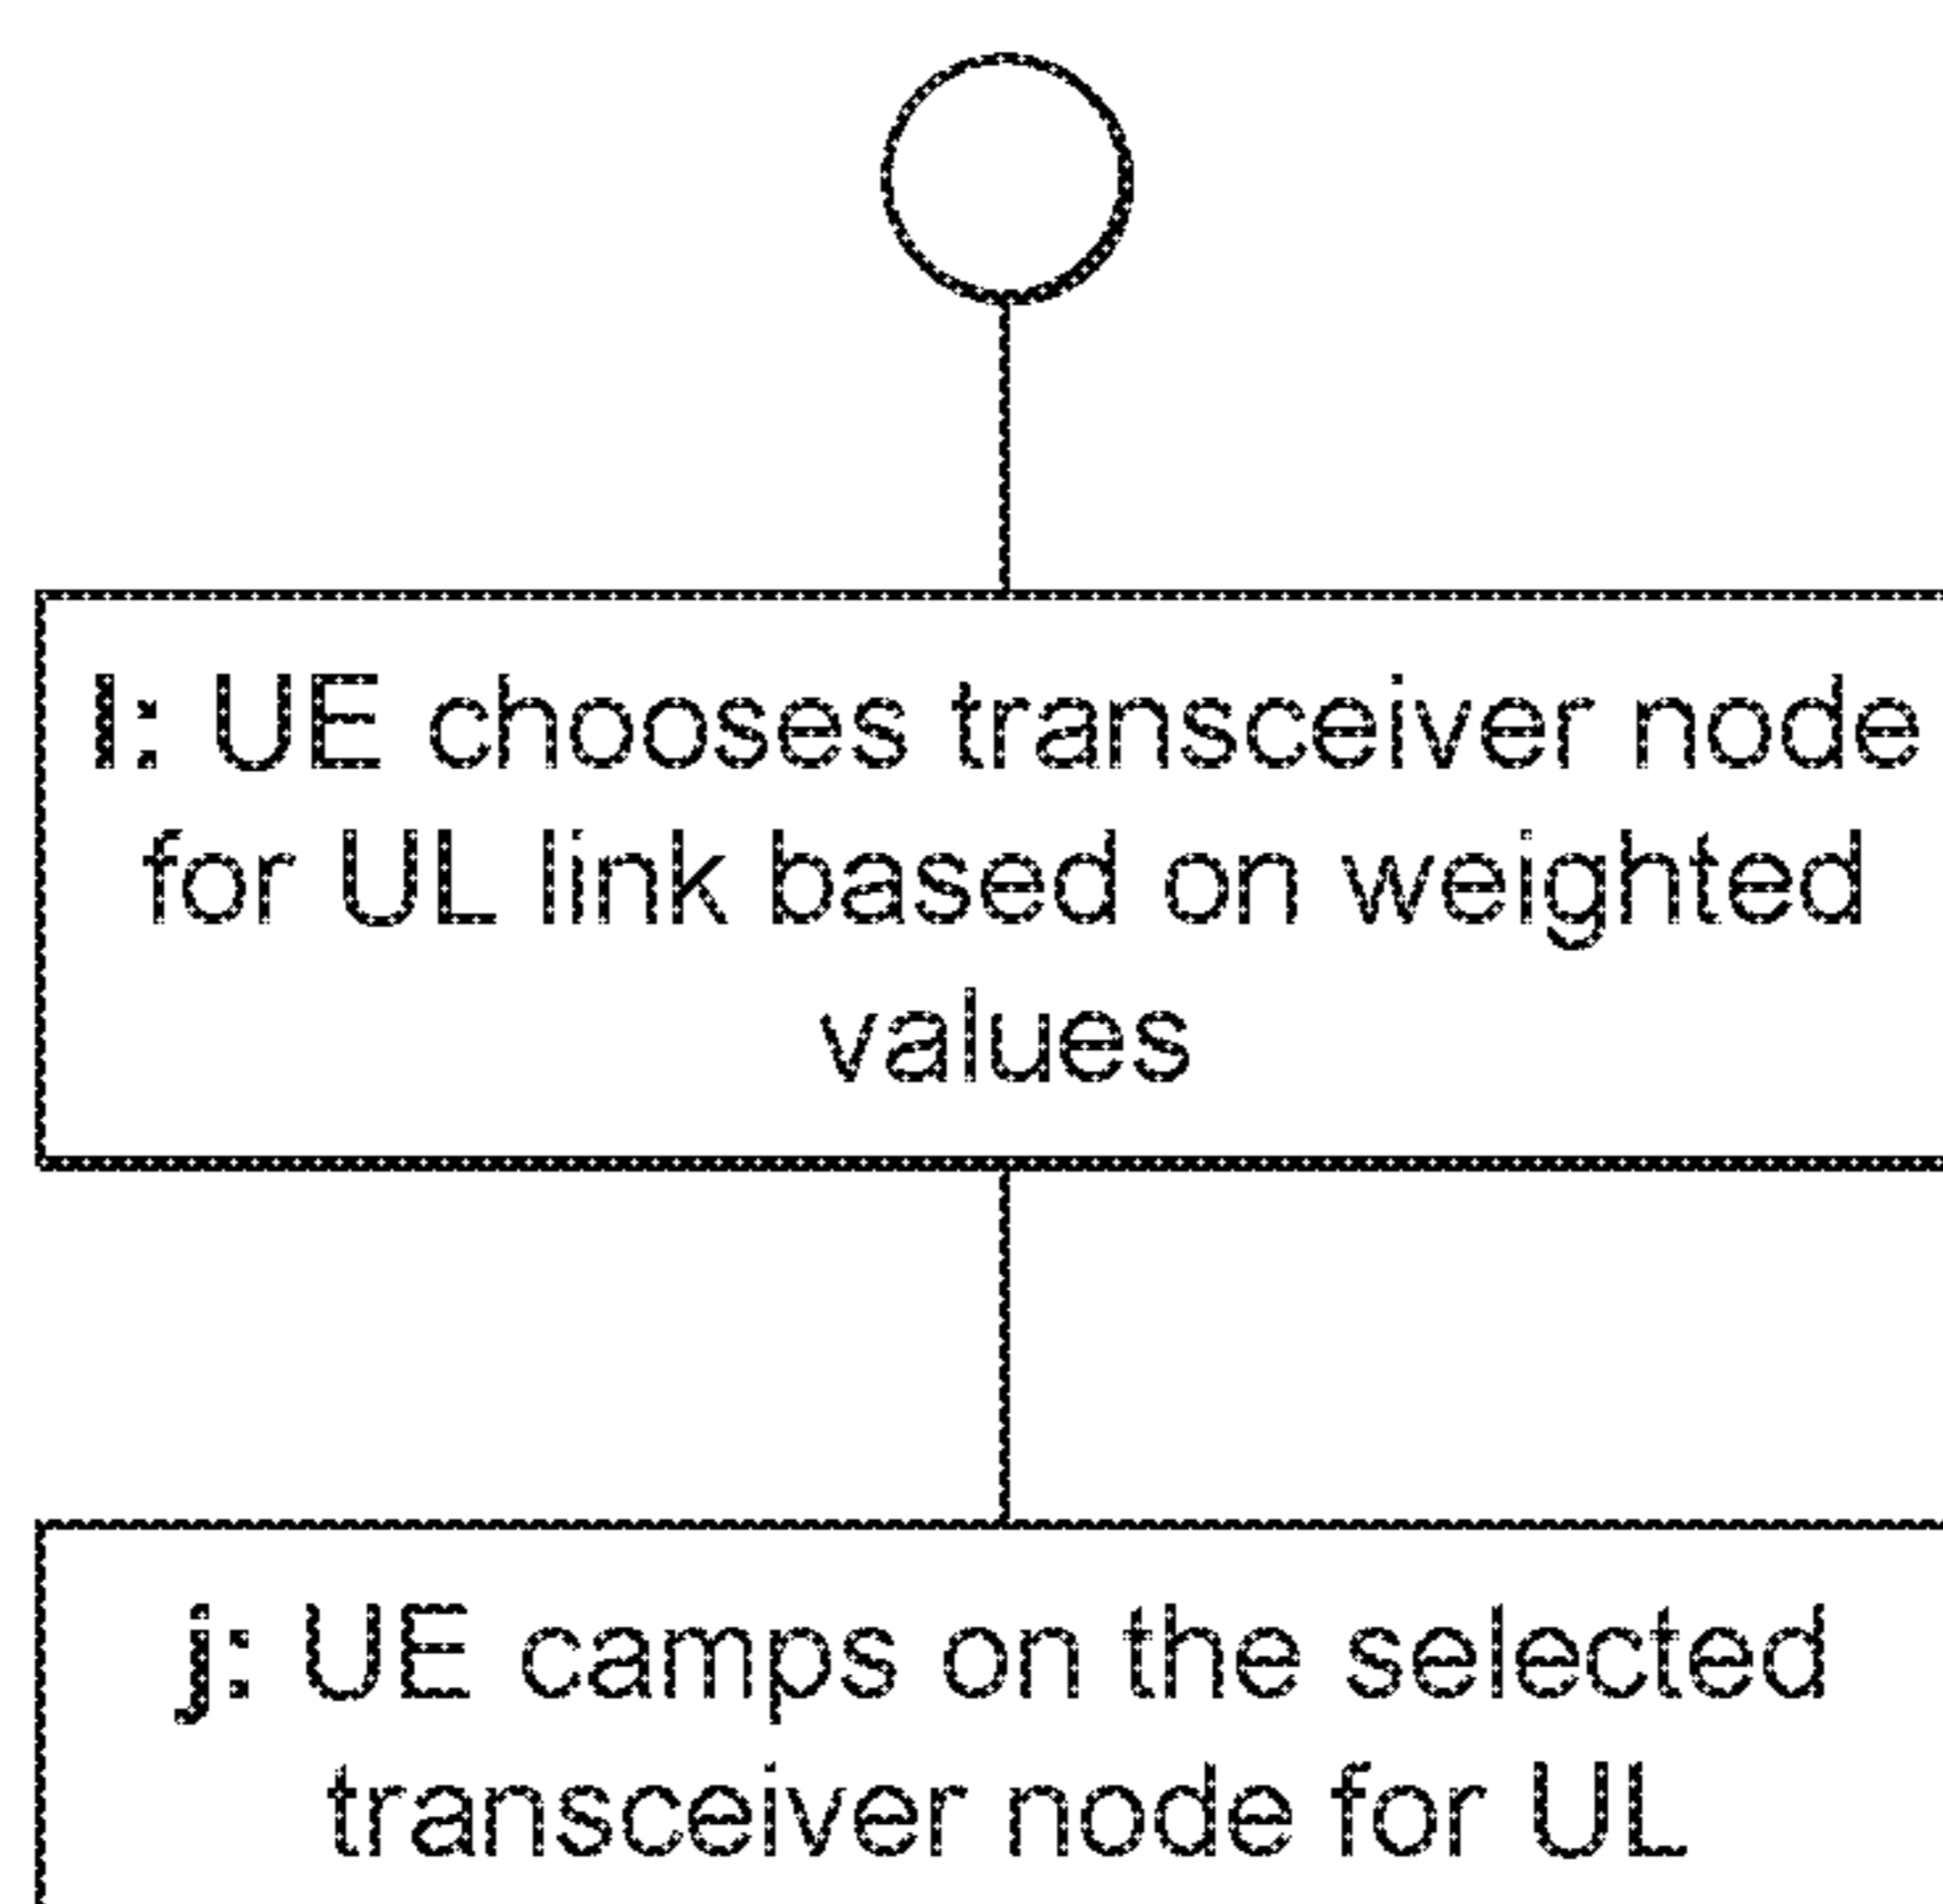 I: UE chooses transceiver node
for UL link based on weighted
values
j: UE camps on the selected
transceiver node for UL